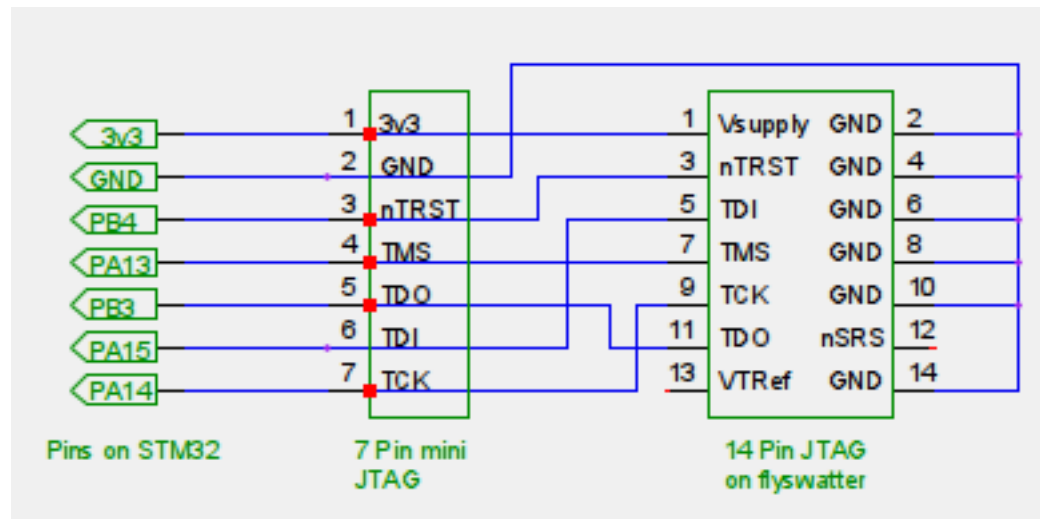 3v3 1 3v3 1 Vsupply GND 2
GND 2 GND 3 nTRST GND 4
PB4 3 nTRST 5 TDI GND 6
PA13 4 TMS 7 TMS GND 8
PB3 5 TDO 9 TCK GND 10
PA15 6 TDI 11 TDO nSRS 12
PA14 7 TCK 13 VTRef GND 14
Pins on STM32 7 Pin mini 14 Pin JTAG
JTAG on flyswatter